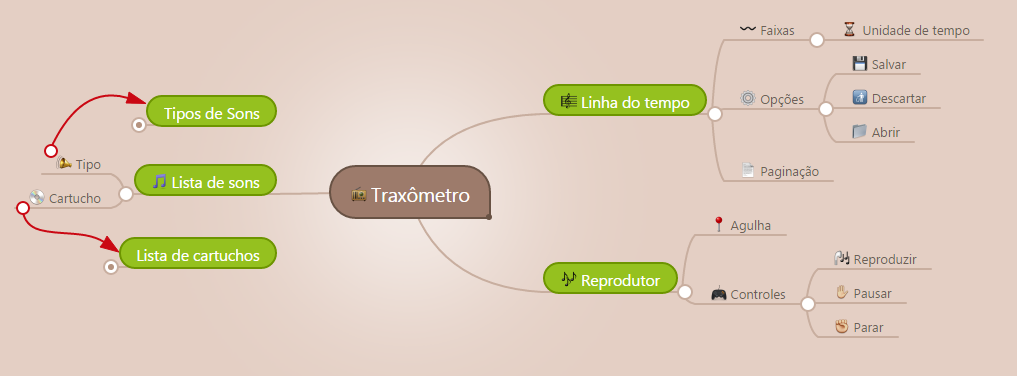 Traxômetro
Linha do tempo
Faixas
Unidade de tempo
Opções
Salvar
Descartar
Abrir
Paginação
Reprodutor
Agulha
Controles
Reproduzir
Pausar
Parar
Tipos de Sons
Lista de sons
Tipo
Cartucho
Lista de cartuchos